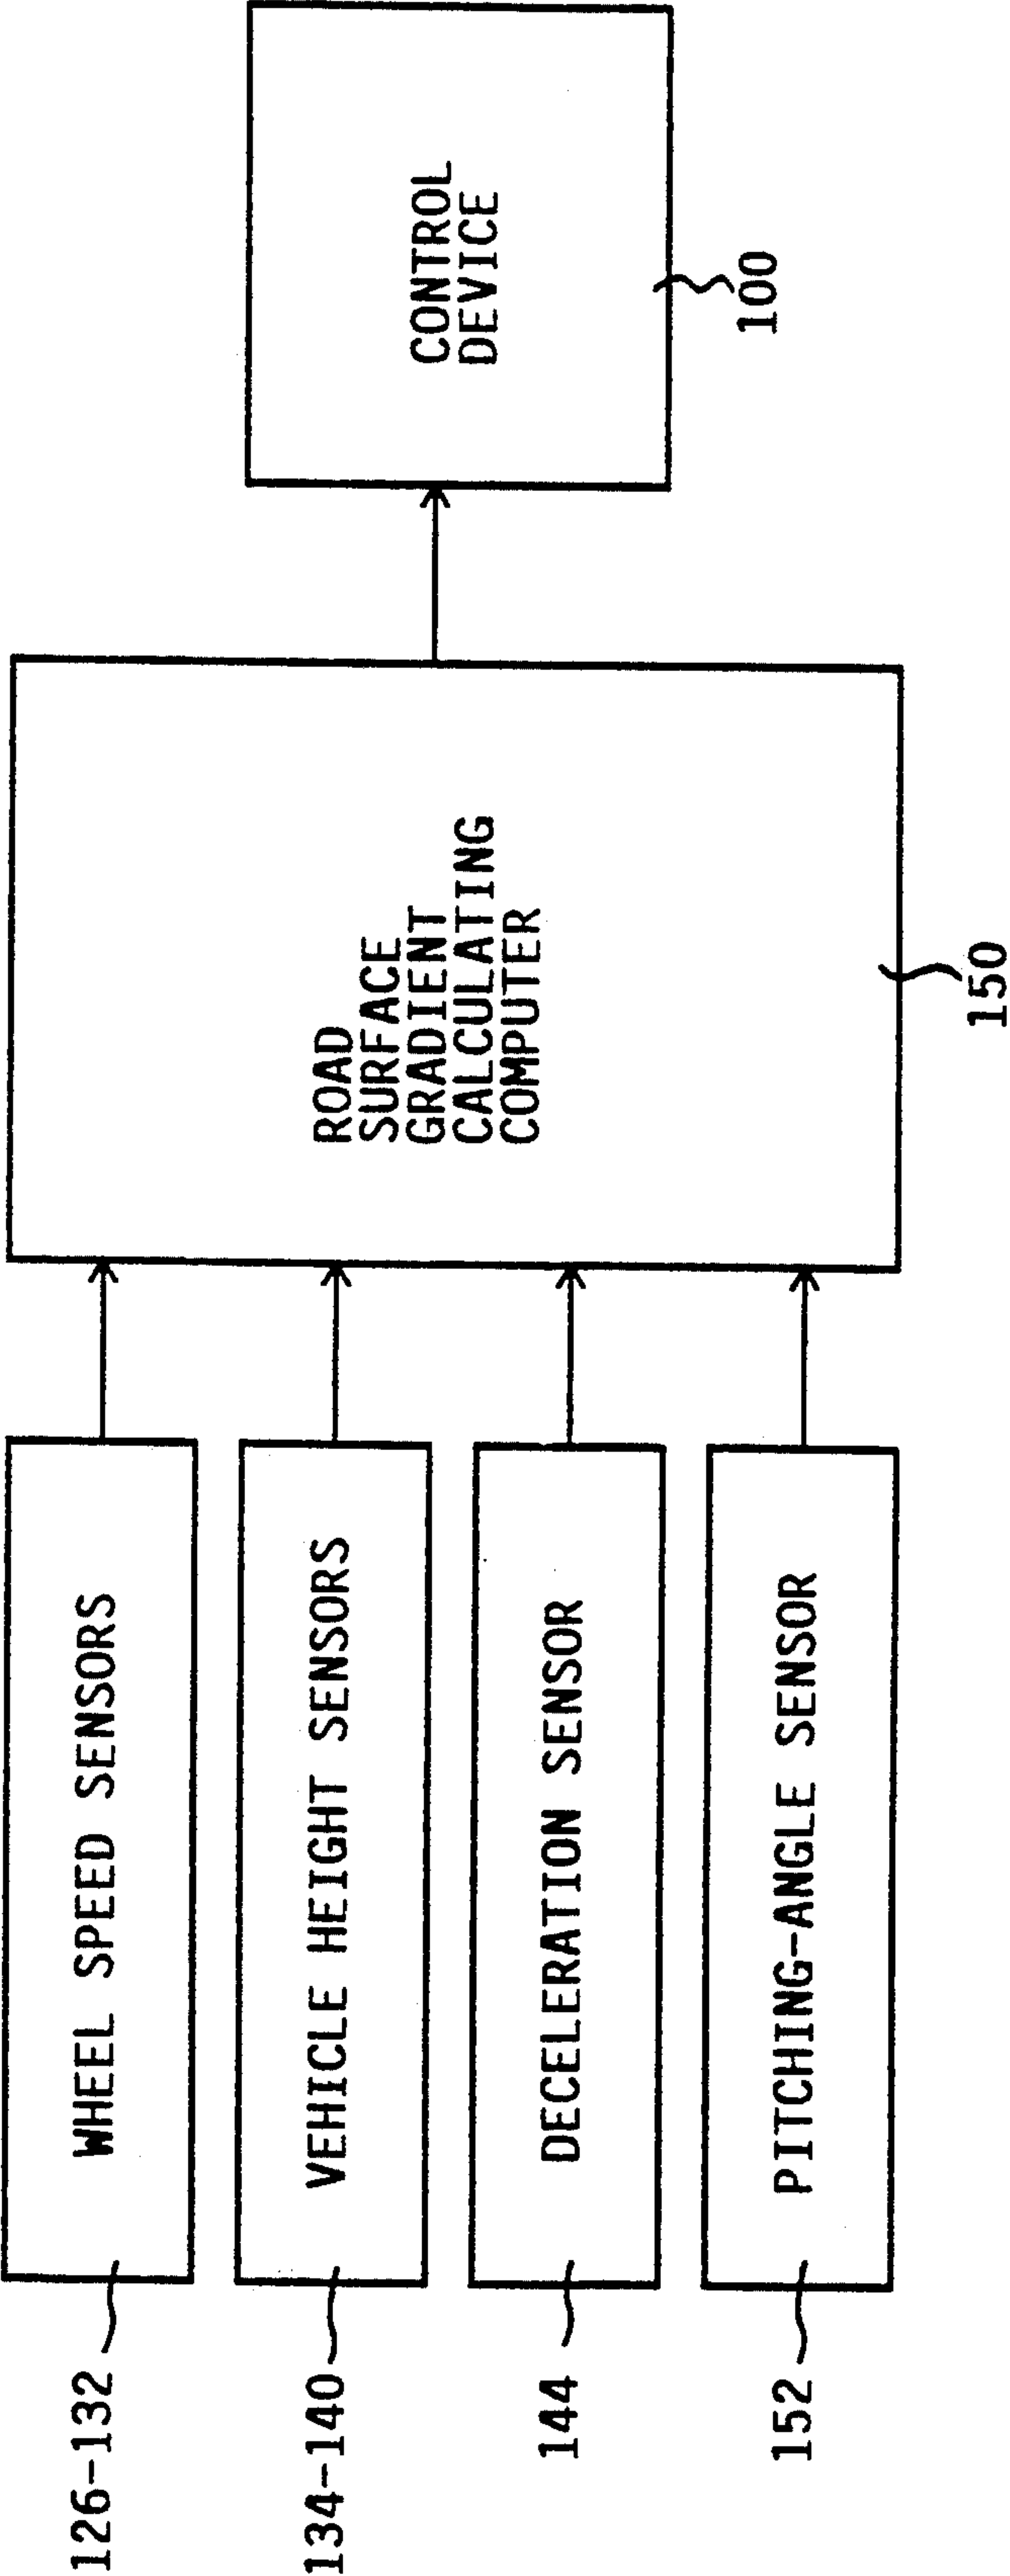 126-132
WHEEL SPEED SENSORS
134-140
VEHICLE HEIGHT SENSORS
144
DECELERATION SENSOR
152
PITCHING-ANGLE SENSOR
ROAD
SURFACE
GRADIENT
CALCULATING
COMPUTER
150
CONTROL
DEVICE
100